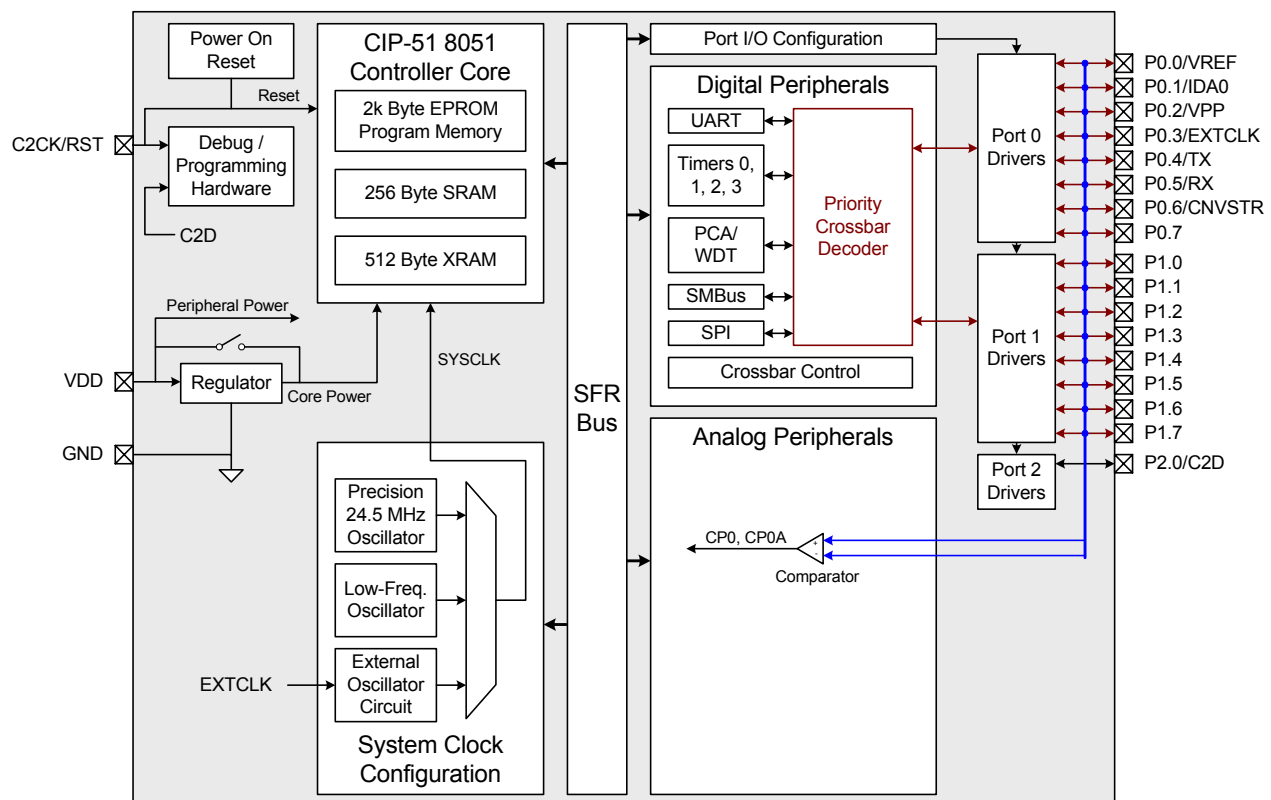 Power On
Reset
Reset
C2CK/RST
Debug /
Programming
Hardware
C2D
Peripheral Power
VDD
Regulator
Core Power
GND
CIP-51 8051
Controller Core
2k Byte EPROM
Program Memory
256 Byte SRAM
512 Byte XRAM
SYSCLK
Precision
24.5 MHz
Oscillator
Low-Freq.
Oscillator
EXTCLK
External
Oscillator
Circuit
System Clock
Configuration
SFR
Bus
Port I/O Configuration
Digital Peripherals
UART
Timers 0,
1, 2, 3
PCA/
WDT
SMBus
SPI
Priority
Crossbar
Decoder
Crossbar Control
Analog Peripherals
CP0, CP0A
+
-
Comparator
Port 0
Drivers
Port 1
Drivers
Port 2
Drivers
P0.0/VREF
P0.1/IDA0
P0.2/VPP
P0.3/EXTCLK
P0.4/TX
P0.5/RX
P0.6/CNVSTR
P0.7
P1.0
P1.1
P1.2
P1.3
P1.4
P1.5
P1.6
P1.7
P2.0/C2D